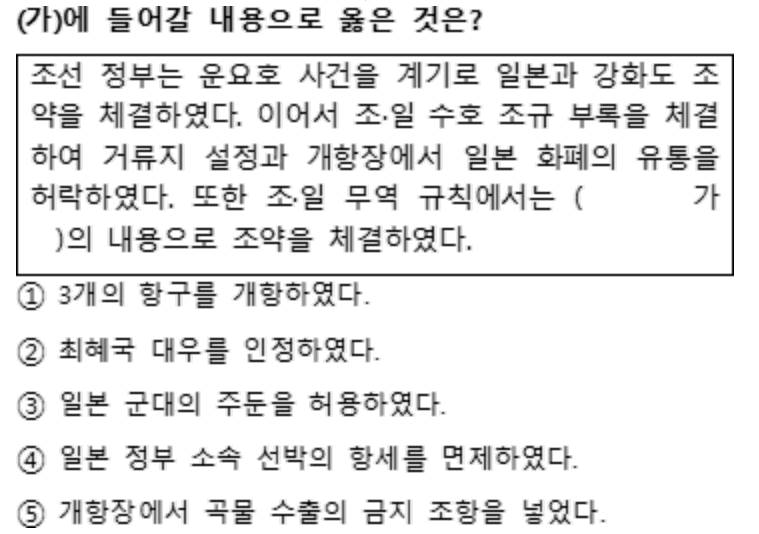 (가)에 들어갈 내용으로 옳은 것은?
조선 정부는 운요호 사건을 계기로 일본과 강화도 조
약을 체결하였다. 이어서 조·일 수호 조규 부록을 체결
하여 거류지 설정과 개항장에서 일본 화폐의 유통을
허락하였다. 또한 조·일 무역 규칙에서는 ( 가
)의 내용으로 조약을 체결하였다.
① 3개의 항구를 개항하였다.
② 최혜국 대우를 인정하였다.
③ 일본 군대의 주둔을 허용하였다.
④ 일본 정부 소속 선박의 항세를 면제하였다.
⑤ 개항장에서 곡물 수출의 금지 조항을 넣었다.